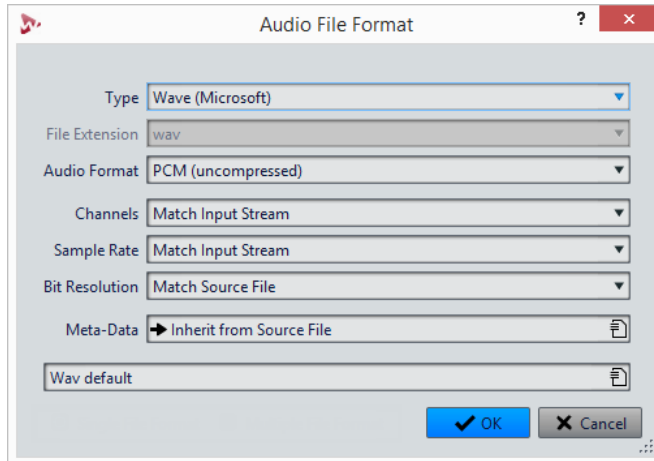 Audio File Format ?
Type Wave (Microsoft)
File Extension wav
Audio Format PCM (uncompressed)
Channels Match Input Stream
Sample Rate Match Input Stream
Bit Resolution Match Source File
Meta-Data Inherit from Source File
Wav default
OK Cancel